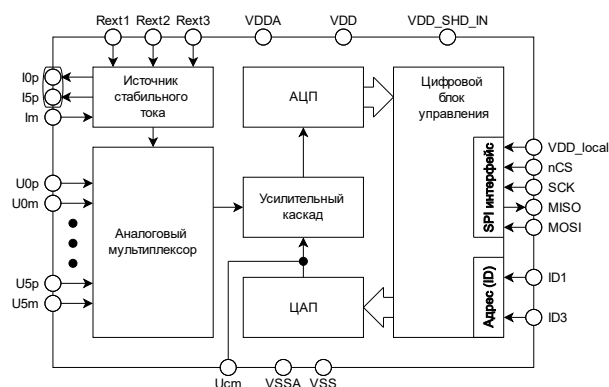 Rext1 Rext2 Rext3 VDDA VDD VDD_SHD_IN
I0p
I5p
Im
Источник
стабильного
тока
АЦП
Цифровой
блок
управления
U0p
U0m
U5p
U5m
Аналоговый
мультиплексор
Усилительный
каскад
ЦАП
SPI интерфейс
Адрес (ID)
VDD_local
nCS
SCK
MISO
MOSI
ID1
ID3
Ucm VSSA VSS